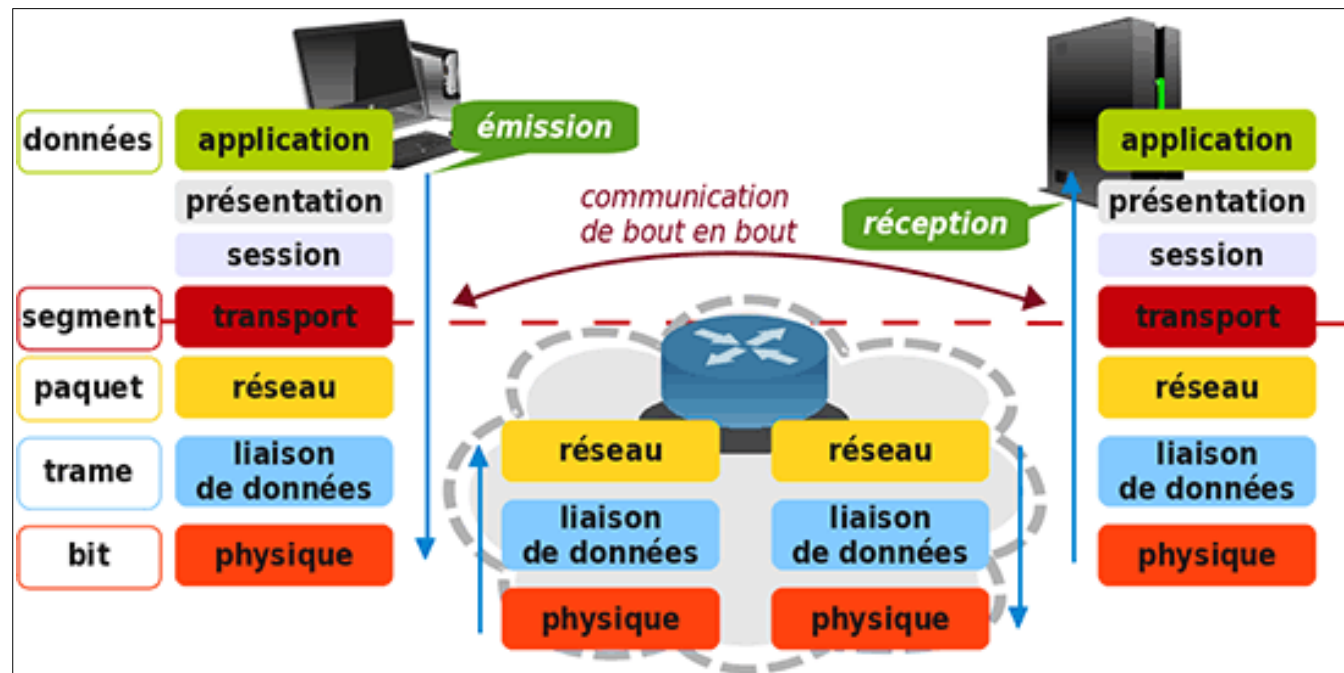 données
application
émission
application
présentation
communication
de bout en bout
réception
présentation
session
session
segment
transport
transport
paquet
réseau
réseau
réseau
réseau
trame
liaison
de données
liaison
de données
liaison
de données
liaison
de données
bit
physique
physique
physique
physique